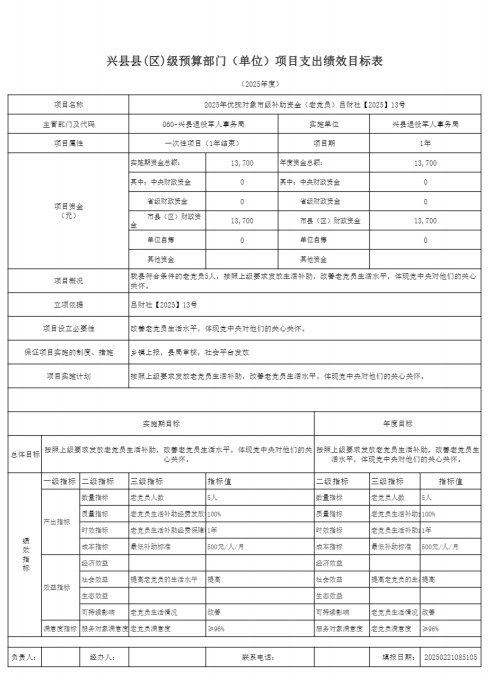 兴县县(区)级预算部门（单位）项目支出绩效目标表
（2025年度）
项目名称 2025年优抚对象市级补助资金（老党员）吕财社【2025】13号
主管部门及代码 060-兴县退役军人事务局 实施单位 兴县退役军人事务局
项目属性 一次性项目（1年结束） 项目期 1年
项目资金（元）
实施期资金总额： 13,700 年度资金总额： 13,700
其中：中央财政资金 0 其中：中央财政资金 0
省级财政资金 0 省级财政资金 0
市县（区）财政资金 13,700 市县（区）财政资金 13,700
单位自筹 0 单位自筹 0
其他资金 其他资金
项目概况 我县符合条件的老党员5人，按照上级要求发放生活补助，改善老党员生活水平，体现党中央对他们的关心
关怀。
立项依据 吕财社【2025】13号
项目设立必要性 改善老党员生活水平，体现党中央对他们的关心关怀。
保证项目实施的制度、措施 乡镇上报，县局审核，社会平台发放
项目实施计划 按照上级要求发放老党员生活补助，改善老党员生活水平，体现党中央对他们的关心关怀。
实施期目标 年度目标
总体目标 按照上级要求发放老党员生活补助，改善老党员生活水平，体现党中央对他们的关心关怀。 按照上级要求发放老党员生活补助，改善老党员生活水平，体现党中央对他们的关心关怀。
绩效指标
一级指标 二级指标 三级指标 指标值 二级指标 三级指标 指标值
产出指标
数量指标 老党员人数 5人 数量指标 老党员人数 5人
质量指标 老党员生活补助经费发放 100% 质量指标 老党员生活补助 100%
时效指标 老党员生活补助经费保障 1年 时效指标 老党员生活补助 1年
成本指标 最低补助标准 500元/人/月 成本指标 最低补助标准 500元/人/月
效益指标
经济效益 经济效益
社会效益 提高老党员的生活水平 提高 社会效益 提高老党员的生 提高
生态效益 生态效益
可持续影响 老党员生活情况 改善 可持续影响 老党员生活情况 改善
满意度指标 服务对象满意度 老党员满意度 ≥96% 服务对象满意度 老党员满意度 ≥96%
负责人： 经办人： 联系电话： 填报日期： 20250221085105